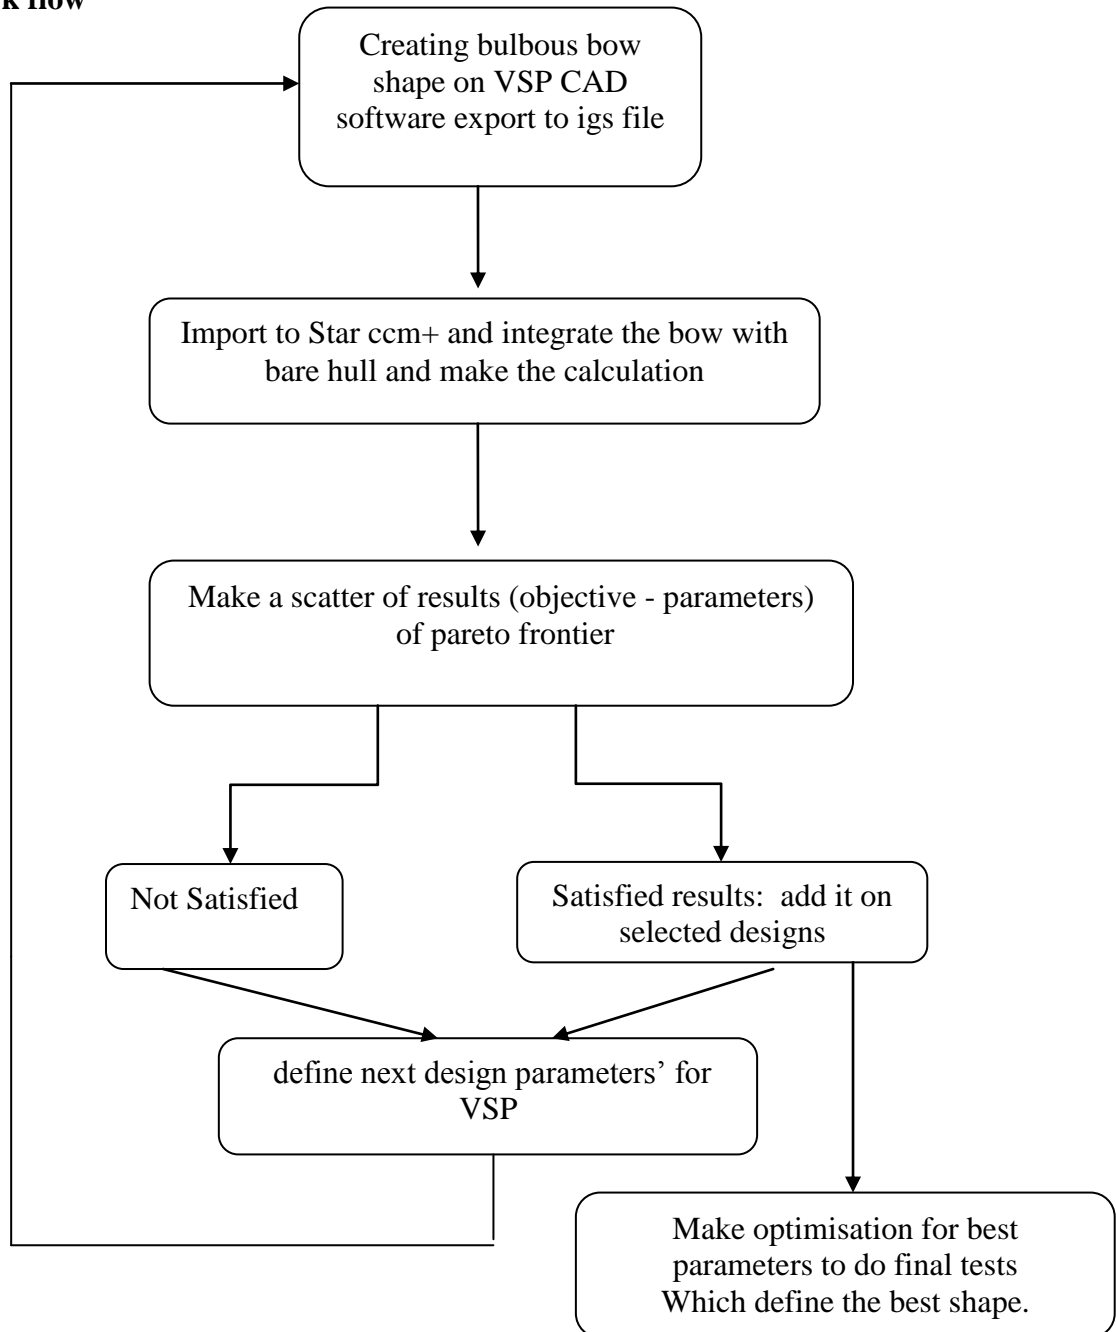 k flow
Creating bulbous bow
shape on VSP CAD
software export to igs file
Import to Star ccm+ and integrate the bow with
bare hull and make the calculation
Make a scatter of results (objective - parameters)
of pareto frontier
Not Satisfied
Satisfied results:  add it on
selected designs
define next design parameters’ for
VSP
Make optimisation for best
parameters to do final tests
Which define the best shape.